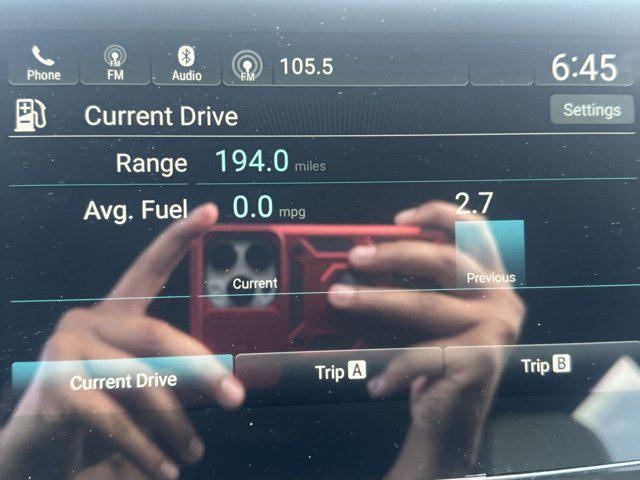 Phone FM Audio FM 105.5 6:45
Current Drive Settings
Range 194.0 miles
Avg. Fuel 0.0 mpg 2.7
Current Previous
Current Drive Trip A Trip B